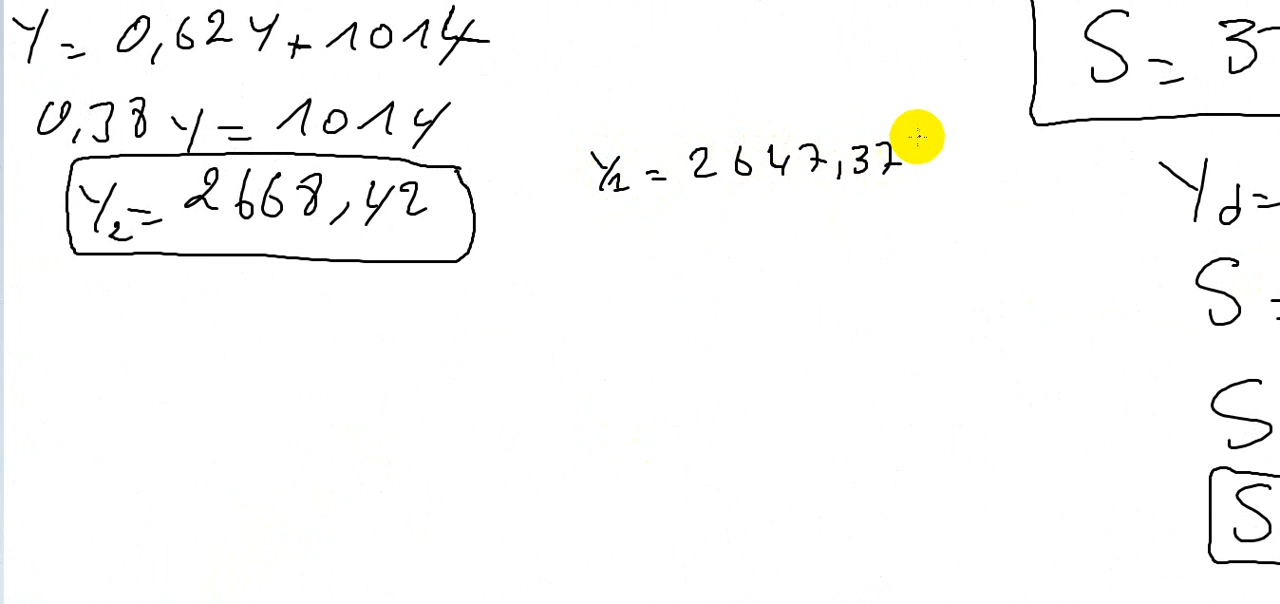 Y = 0,62Y + 1014
0,38Y = 1014
Y₂ = 2668,42
Y₁ = 2647,37
S = 3
Yd =
S =
S
S